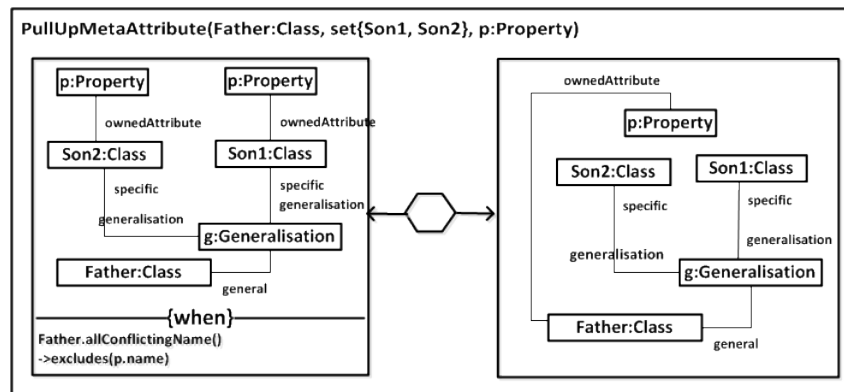 PullUpMetaAttribute(Father:Class, set{Son1, Son2}, p:Property)
p:Property
p:Property
ownedAttribute
ownedAttribute
Son2:Class
Son1:Class
specific
specific
generalisation
generalisation
g:Generalisation
Father:Class
general
{when}
Father.allConflictingName()
->excludes(p.name)
ownedAttribute
p:Property
Son2:Class
Son1:Class
specific
specific
generalisation
generalisation
g:Generalisation
Father:Class
general